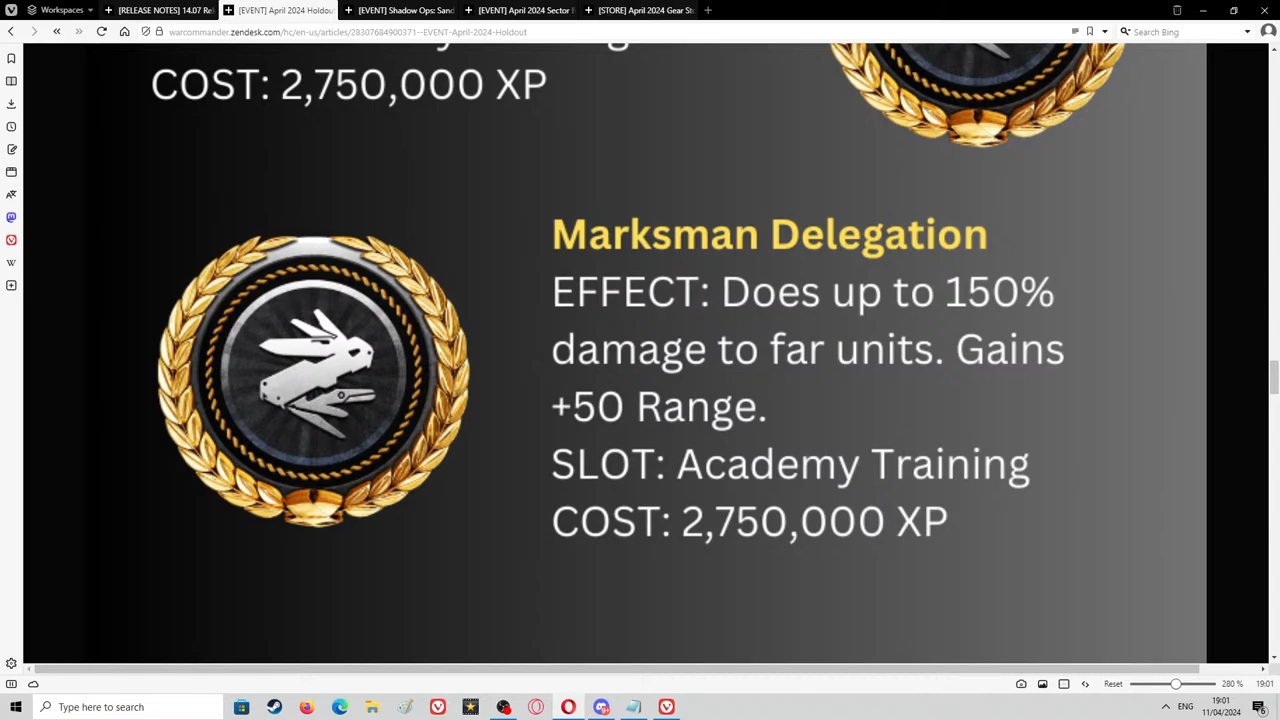 Workspaces
[RELEASE NOTES] 14.07 Rel
[EVENT] April 2024 Holdout
[EVENT] Shadow Ops: Sand
[EVENT] April 2024 Sector
[STORE] April 2024 Gear St
warcommander.zendesk.com/hc/en-us/articles/28307684900371--EVENT-April-2024-Holdout
Search Bing
COST: 2,750,000 XP
Marksman Delegation
EFFECT: Does up to 150%
damage to far units. Gains
+50 Range.
SLOT: Academy Training
COST: 2,750,000 XP
Reset
280 %
19:01
Type here to search
ENG
19:01
11/04/2024
6